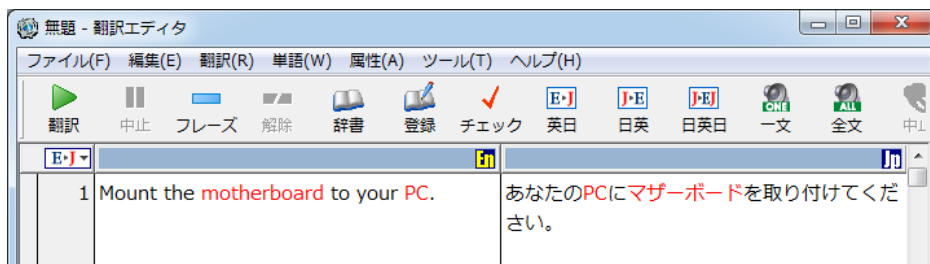 無題 - 翻訳エディタ
ファイル(F) 編集(E) 翻訳(R) 単語(W) 属性(A) ツール(T) ヘルプ(H)
E・J J・E J・EJ ONE ALL
翻訳 中止 フレーズ 解除 辞書 登録 チェック 英日 日英 日英日 一文 全文 中
E・J En Jp
1 Mount the motherboard to your PC. あなたのPCにマザーボードを取り付けてくだ
さい。